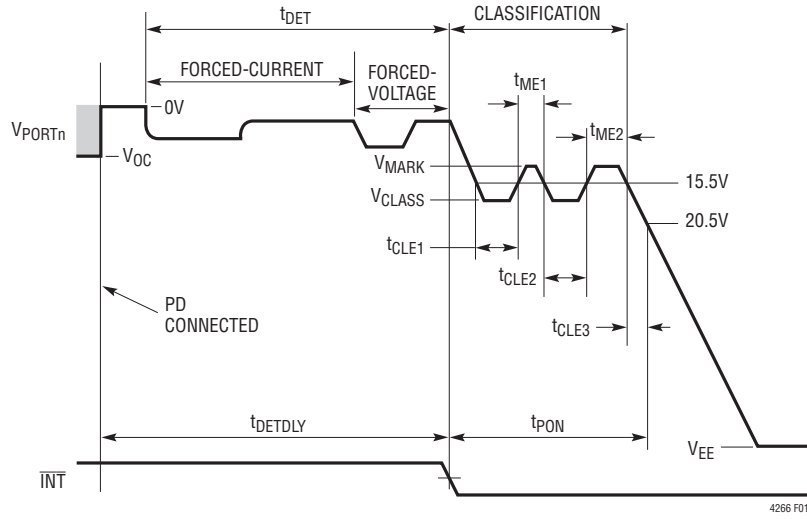 tDET
CLASSIFICATION
FORCED-CURRENT
FORCED-
VOLTAGE
tME1
0V
VPORTn
VOC
tME2
VMARK
15.5V
VCLASS
20.5V
tCLE1
tCLE2
PD
CONNECTED
tCLE3
tDETDLY
tPON
VEE
INT
4266 F01